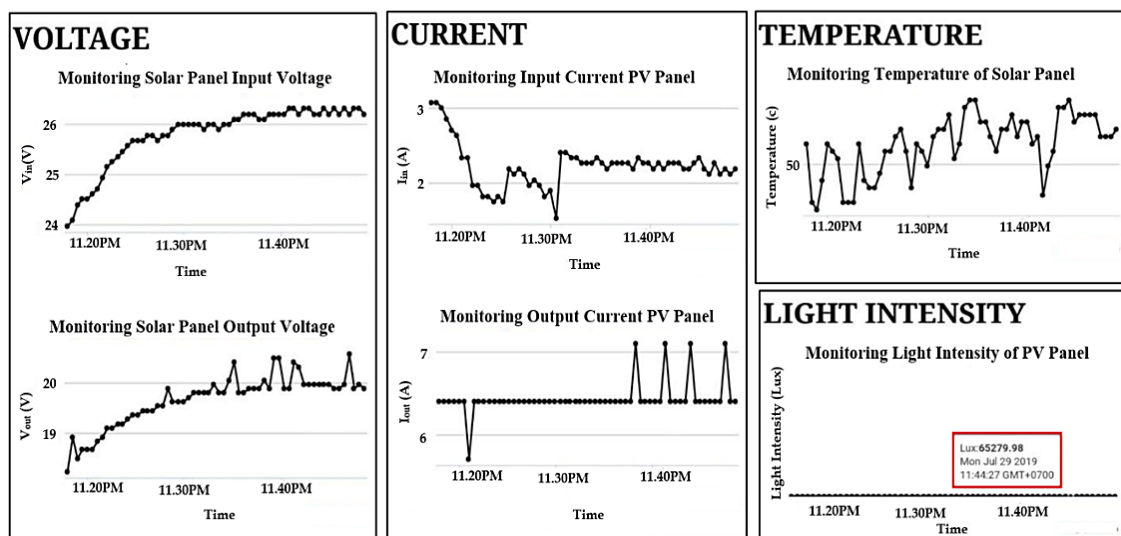 VOLTAGE
Monitoring Solar Panel Input Voltage
Vin(V)
26
25
24
11.20PM 11.30PM 11.40PM
Time
Monitoring Solar Panel Output Voltage
Vout (V)
20
19
11.20PM 11.30PM 11.40PM
Time
CURRENT
Monitoring Input Current PV Panel
Iin (A)
3
2
11.20PM 11.30PM 11.40PM
Time
Monitoring Output Current PV Panel
Iout (A)
7
6
11.20PM 11.30PM 11.40PM
Time
TEMPERATURE
Monitoring Temperature of Solar Panel
Temperature (c)
50
11.20PM 11.30PM 11.40PM
Time
LIGHT INTENSITY
Monitoring Light Intensity of PV Panel
Light Intensity (Lux)
Lux:65279.98
Mon Jul 29 2019
11:44:27 GMT+0700
11.20PM 11.30PM 11.40PM
Time